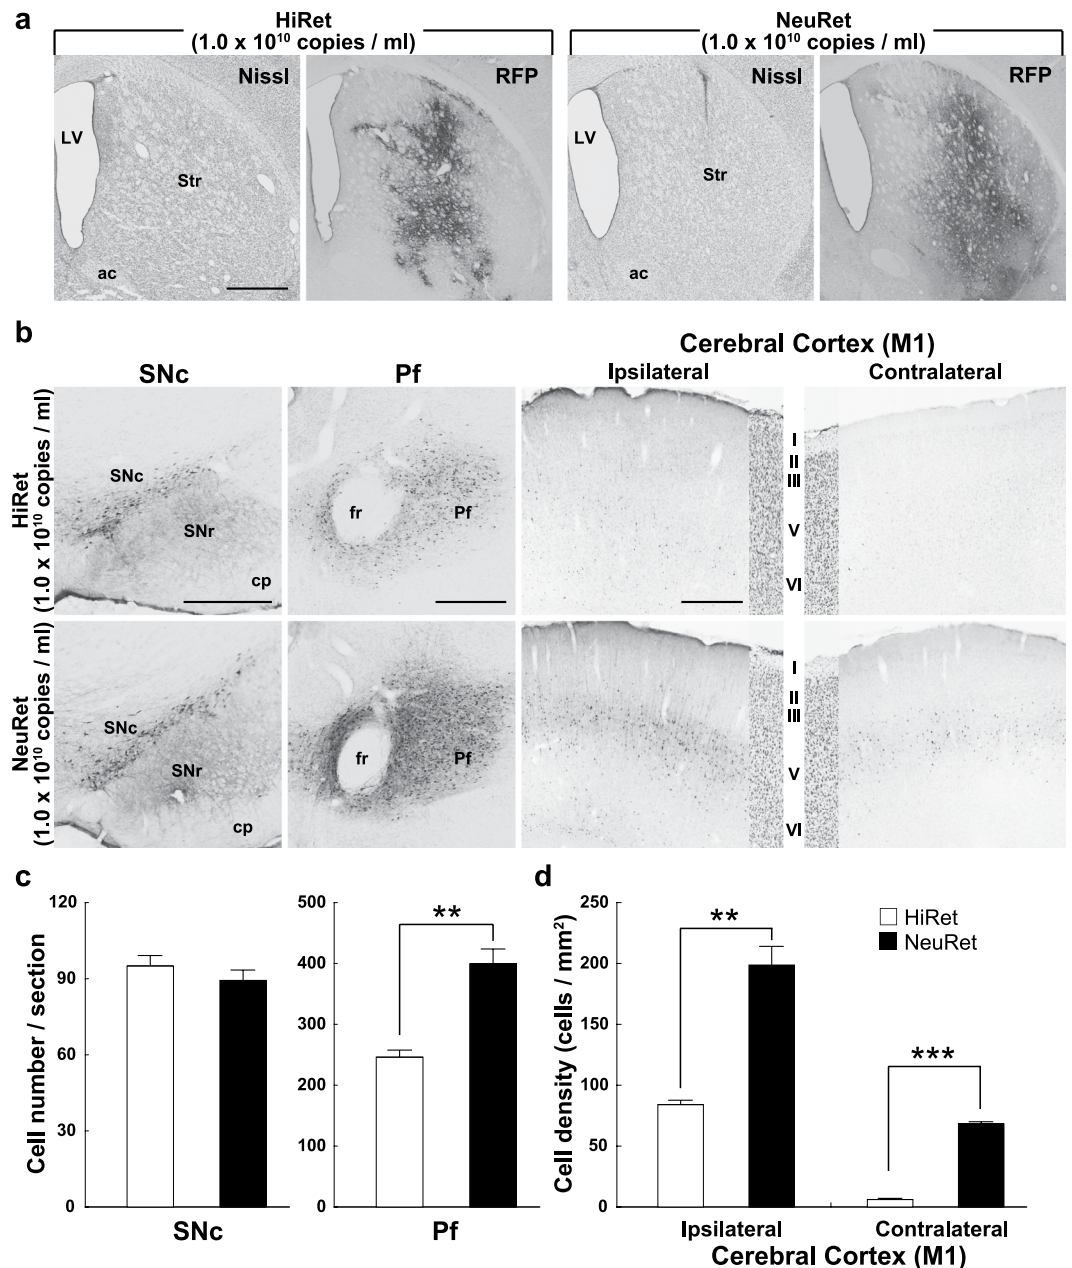 a
HiRet
(1.0 x 10¹⁰ copies / ml)
NeuRet
(1.0 x 10¹⁰ copies / ml)
Nissl
RFP
Nissl
RFP
LV
Str
ac
LV
Str
ac
b
Cerebral Cortex (M1)
SNc
Pf
Ipsilateral
Contralateral
HiRet
(1.0 x 10¹⁰ copies / ml)
SNc
SNr
cp
fr
Pf
I
II
III
V
VI
NeuRet
(1.0 x 10¹⁰ copies / ml)
SNc
SNr
cp
fr
Pf
I
II
III
V
VI
c
Cell number / section
120
90
60
30
0
SNc
500
400
300
200
100
0
**
Pf
d
Cell density (cells / mm²)
250
200
150
100
50
0
**
***
HiRet
NeuRet
Ipsilateral
Contralateral
Cerebral Cortex (M1)